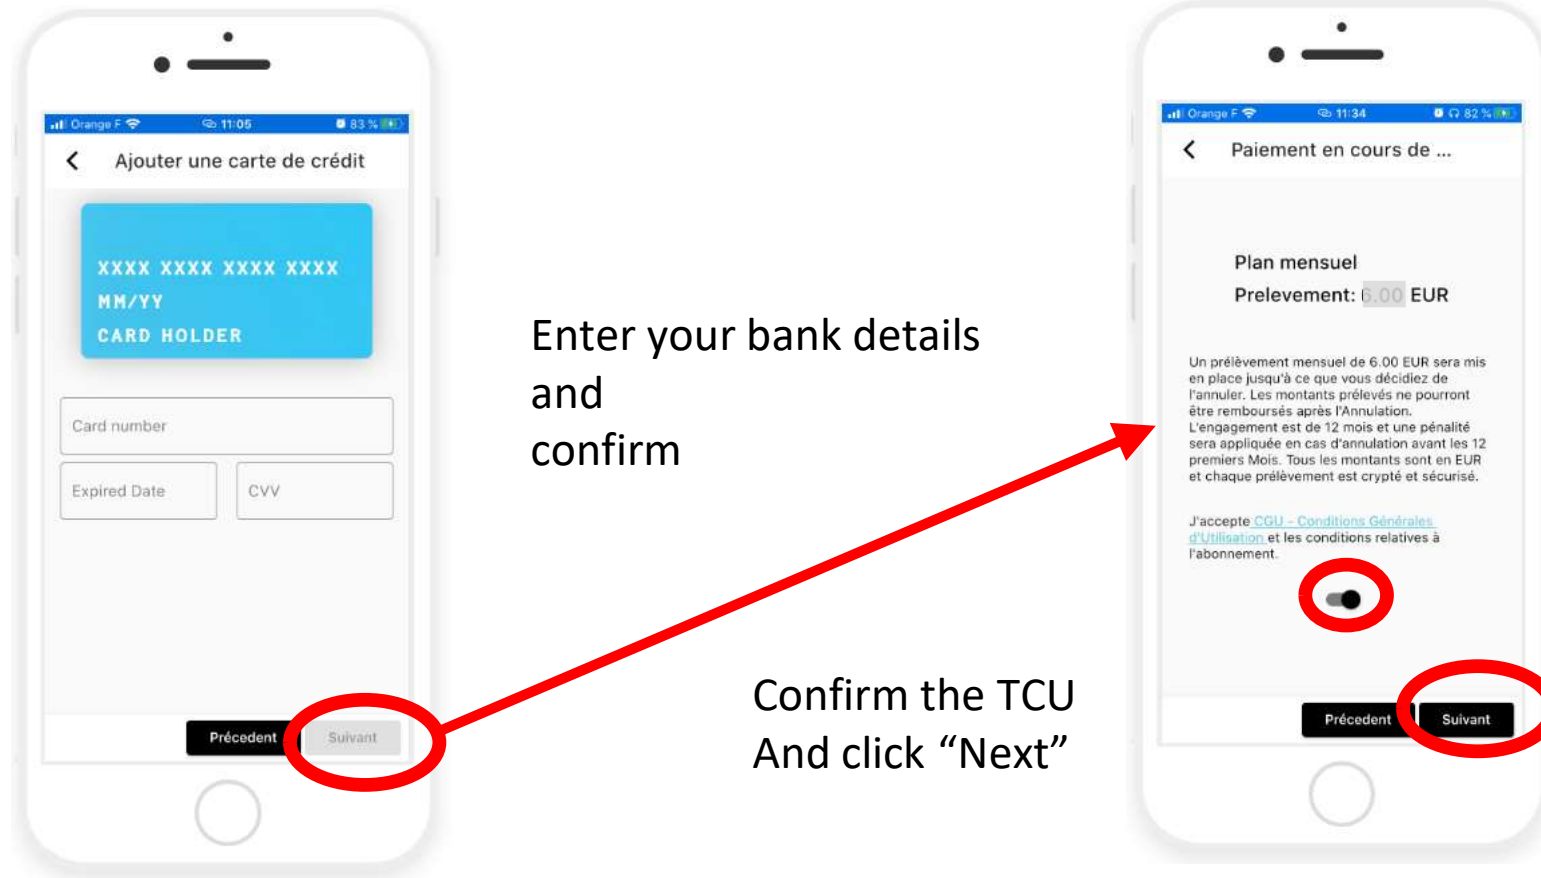 Orange F 11:05 83 %
Ajouter une carte de crédit
XXXX XXXX XXXX XXXX
MM/YY
CARD HOLDER
Card number
Expired Date CVV
Précedent Suivant
Enter your bank details
and
confirm
Confirm the TCU
And click “Next”
Orange F 11:34 82 %
Paiement en cours de ...
Plan mensuel
Prelevement: 6.00 EUR
Un prélèvement mensuel de 6.00 EUR sera mis
en place jusqu'à ce que vous décidiez de
l'annuler. Les montants prélevés ne pourront
être remboursés après l'Annulation.
L'engagement est de 12 mois et une pénalité
sera appliquée en cas d'annulation avant les 12
premiers Mois. Tous les montants sont en EUR
et chaque prélèvement est crypté et sécurisé.
J'accepte CGU - Conditions Générales
d'Utilisation et les conditions relatives à
l'abonnement.
Précedent Suivant